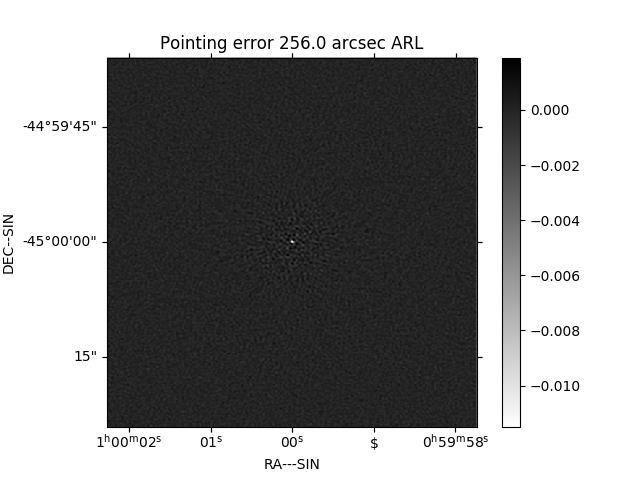 Pointing error 256.0 arcsec ARL
-44°59'45"
-45°00'00"
15"
DEC--SIN
1ʰ00ᵐ02ˢ 01ˢ 00ˢ $ 0ʰ59ᵐ58ˢ
RA---SIN
0.000
−0.002
−0.004
−0.006
−0.008
−0.010